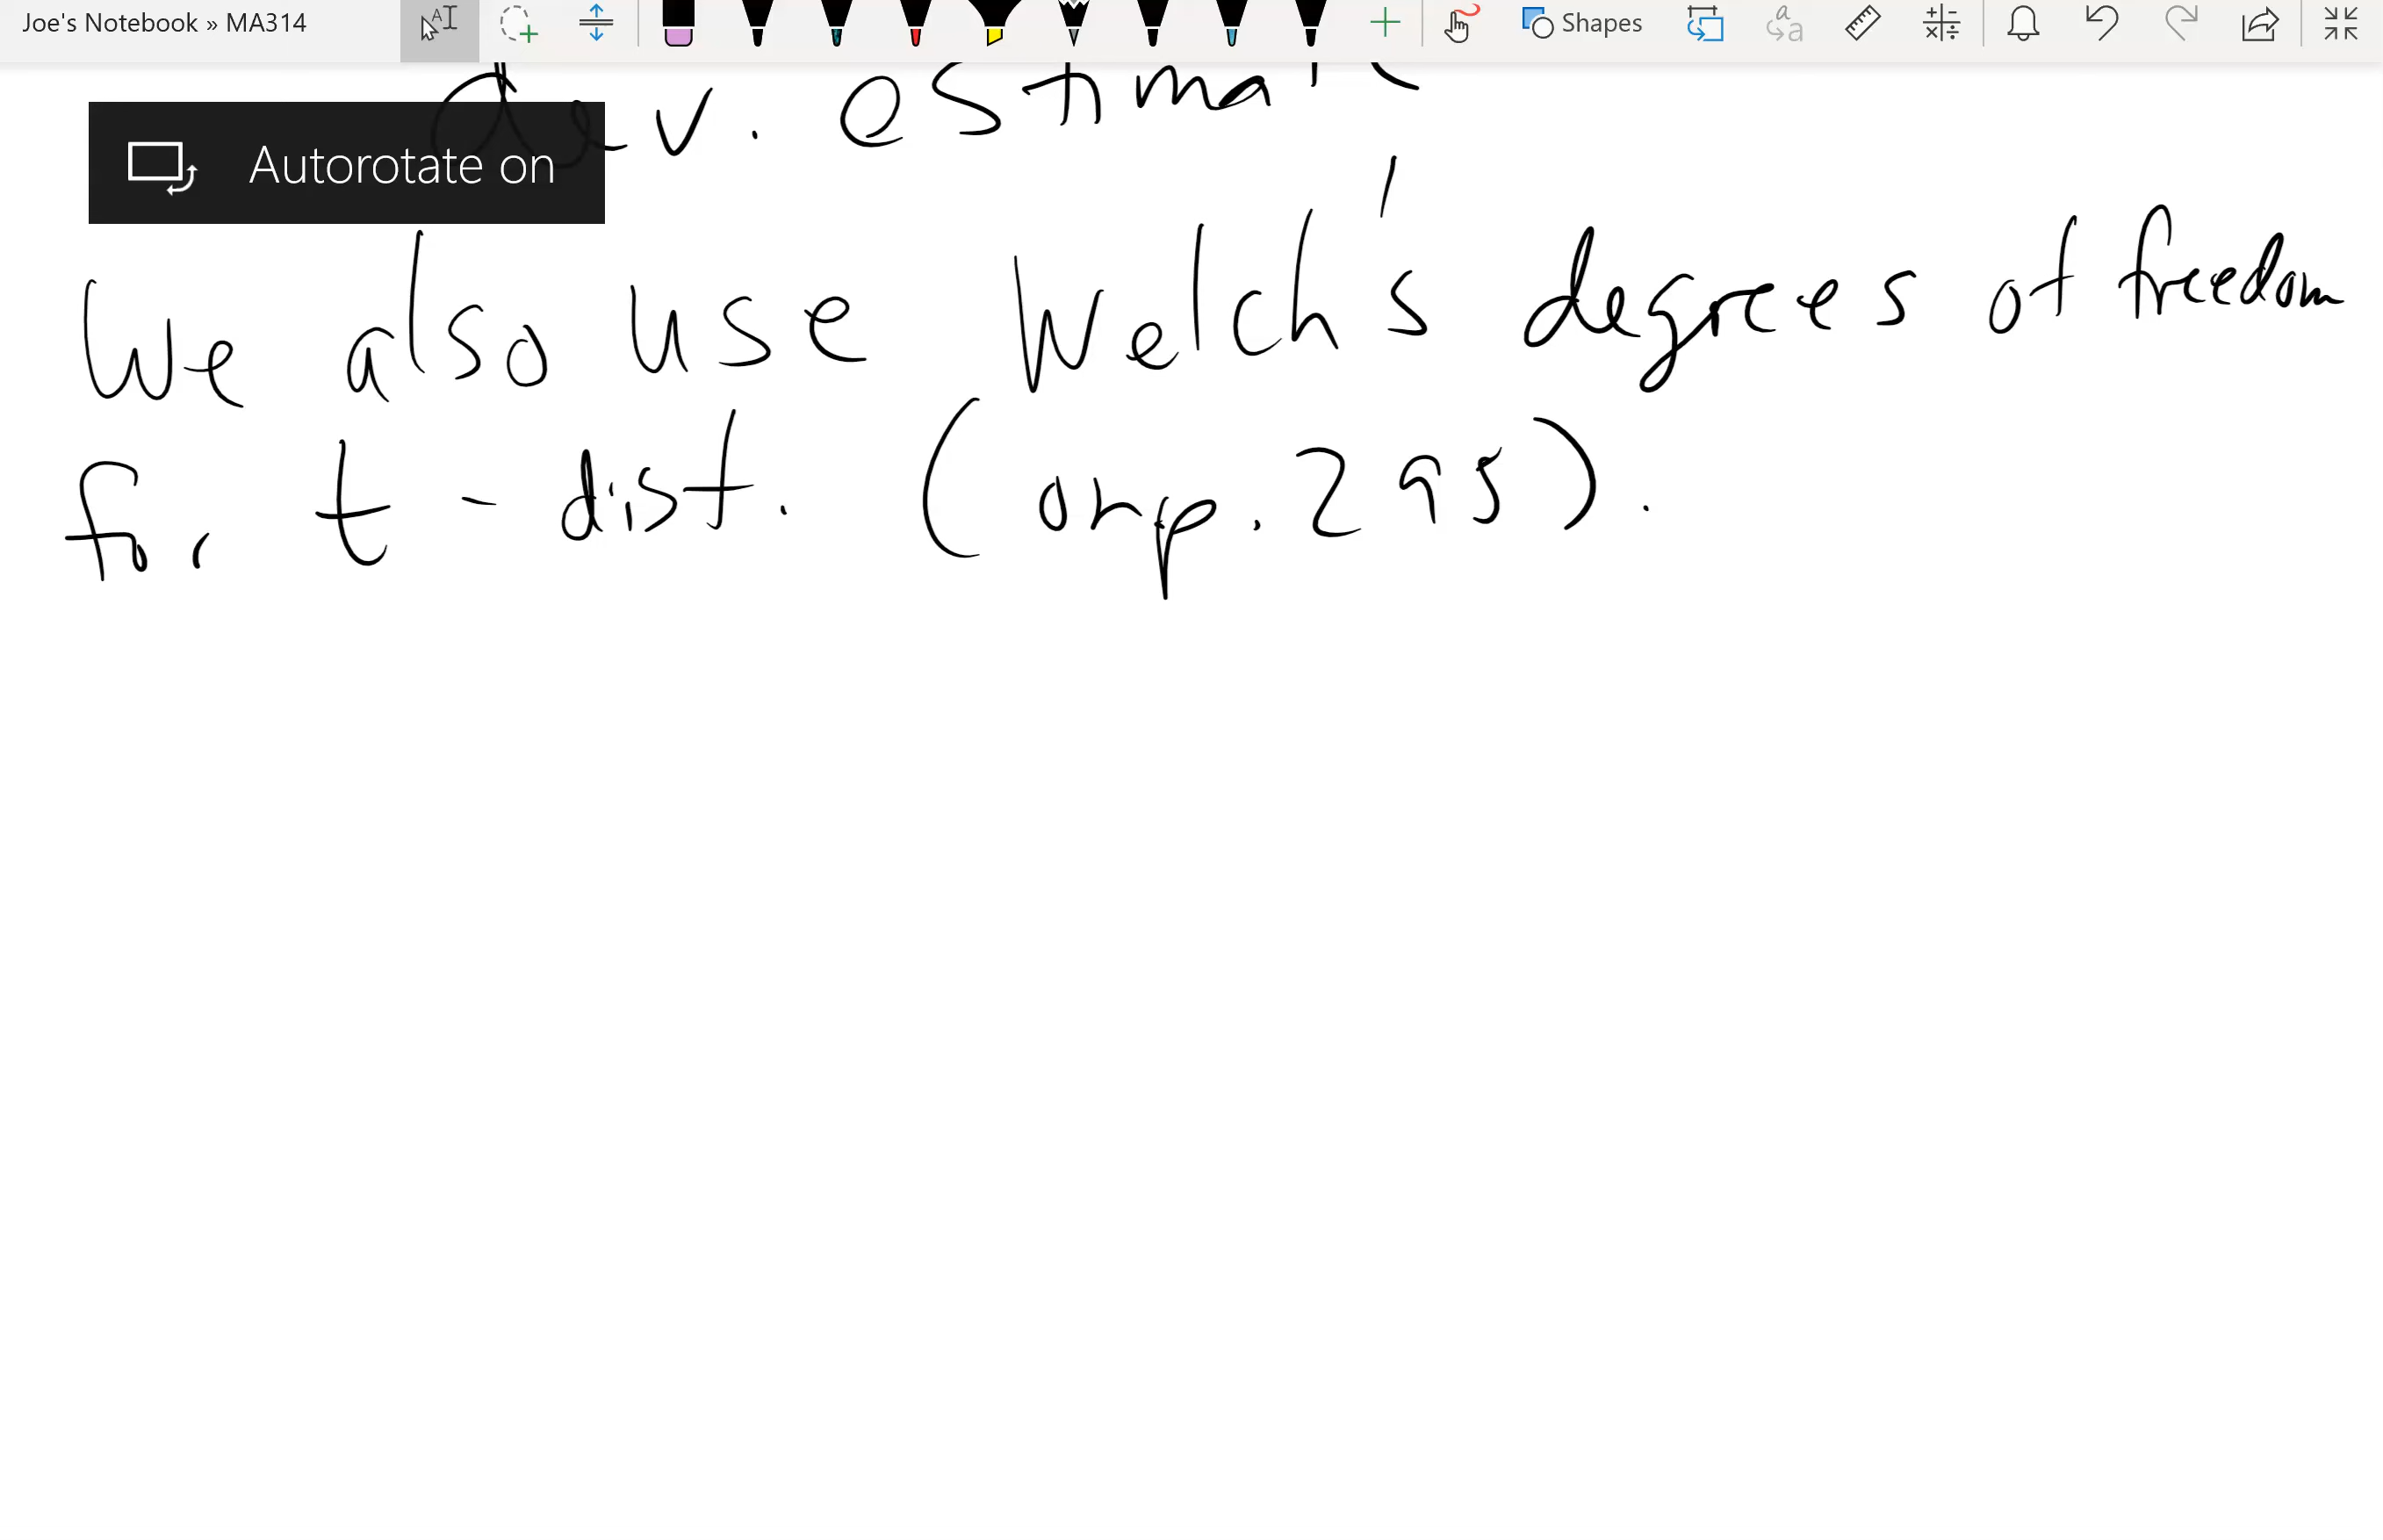 Joe's Notebook » MA314
Shapes
dev. estimate
Autorotate on
We also use Welch's degrees of freedom
for t - dist. (on p. 295).